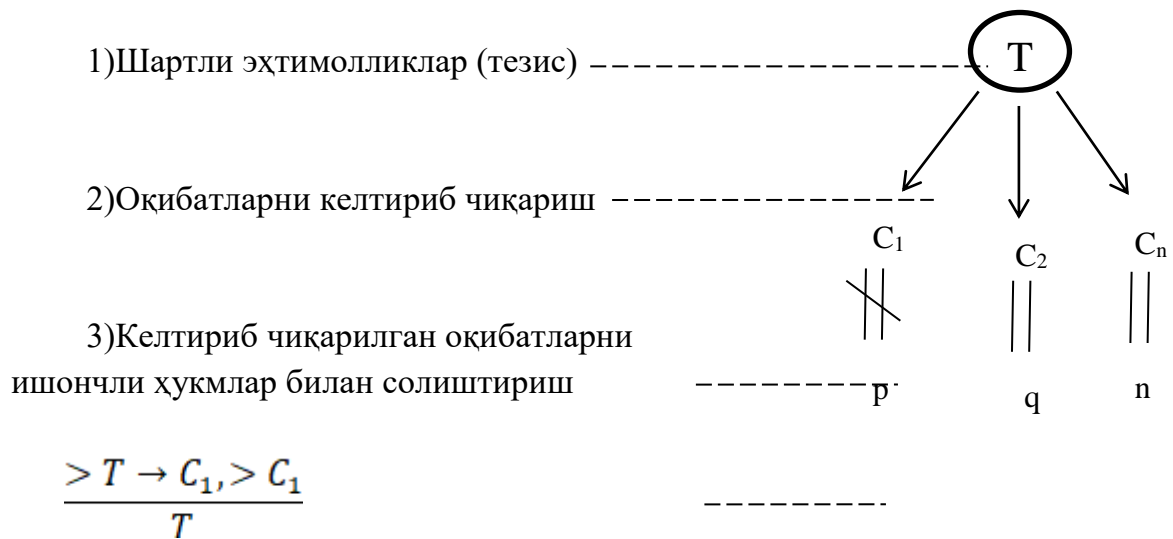 1)Шартли эҳтимолликлар (тезис)
T
2)Оқибатларни келтириб чиқариш
C₁ C₂ Cₙ
3)Келтириб чиқарилган оқибатларни
ишончли ҳукмлар билан солиштириш
p q n
> T → C₁, > C₁
T